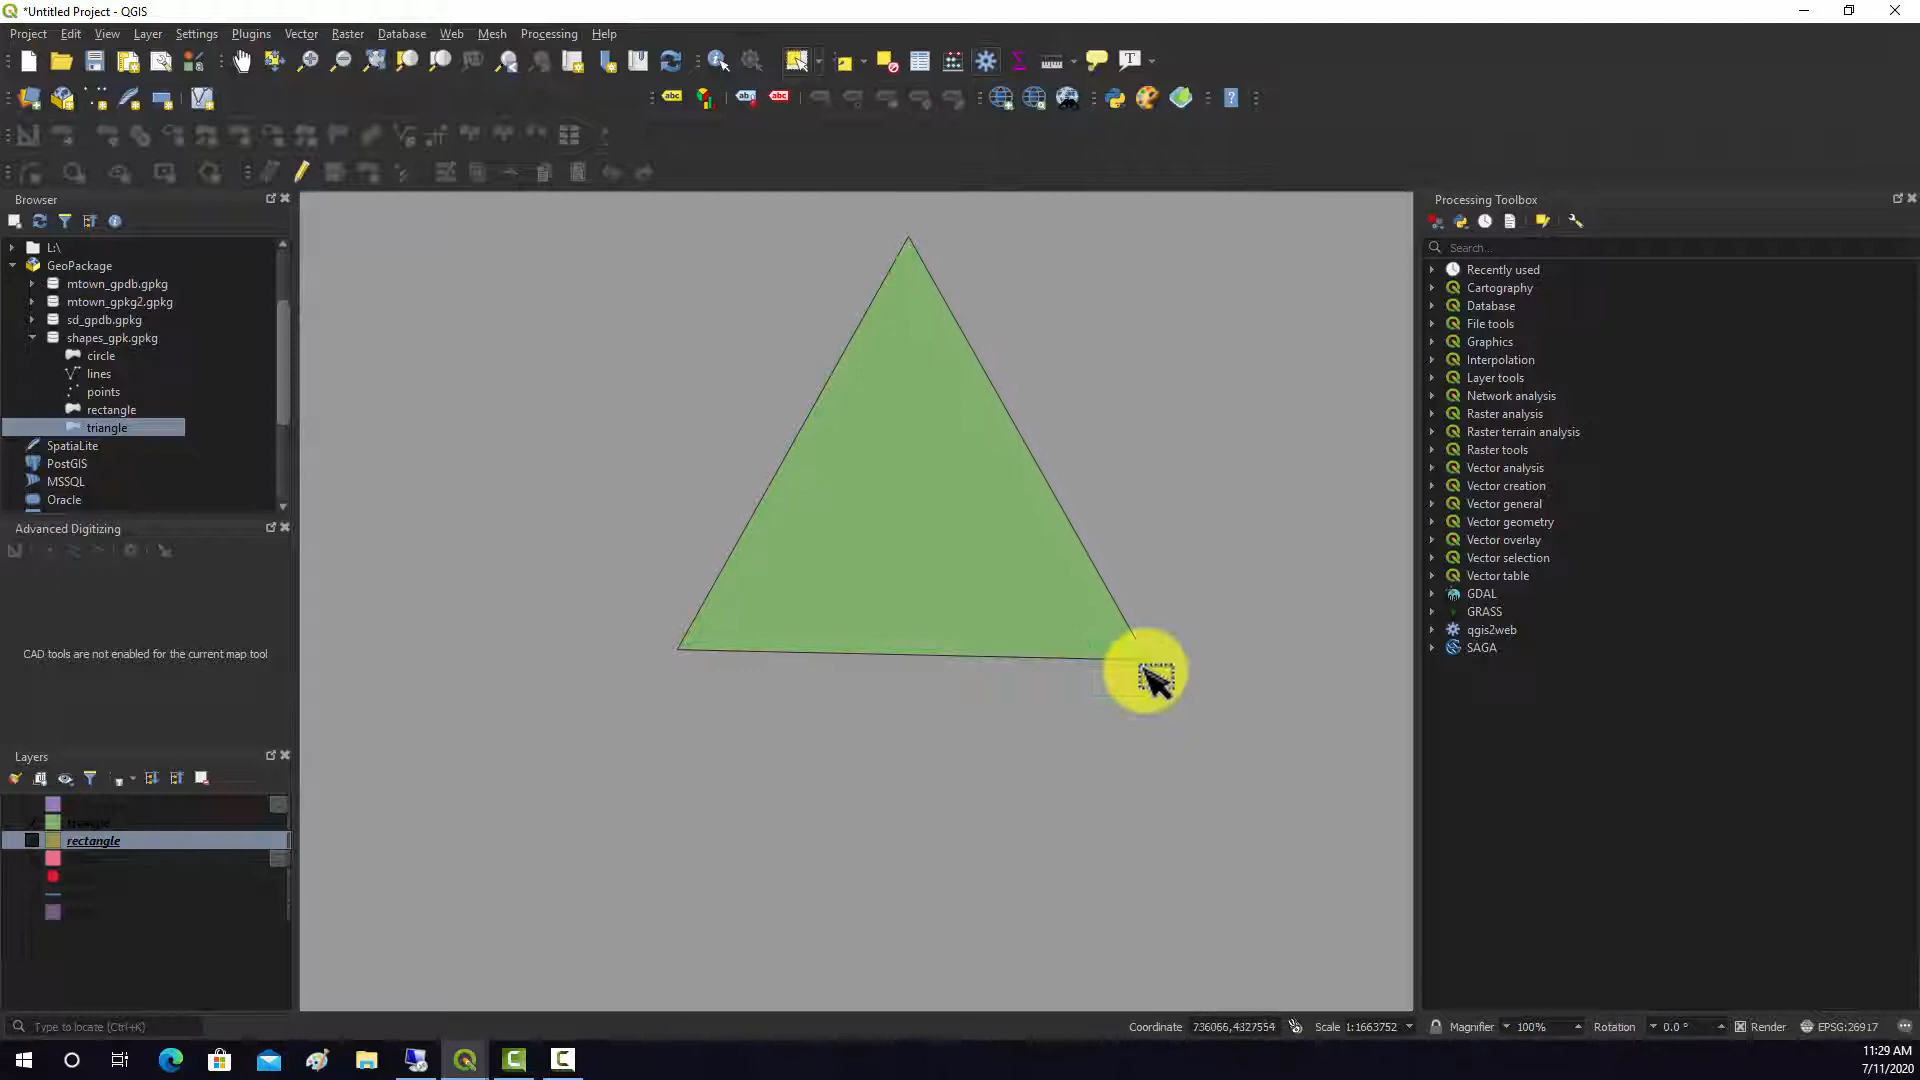 *Untitled Project - QGIS
Project Edit View Layer Settings Plugins Vector Raster Database Web Mesh Processing Help
abc abc abc
Browser
L:\
GeoPackage
mtown_gpdb.gpkg
mtown_gpkg2.gpkg
sd_gpdb.gpkg
shapes_gpk.gpkg
circle
lines
points
rectangle
triangle
SpatiaLite
PostGIS
MSSQL
Oracle
Advanced Digitizing
CAD tools are not enabled for the current map tool
Layers
triangle
rectangle
Processing Toolbox
Search...
Recently used
Cartography
Database
File tools
Graphics
Interpolation
Layer tools
Network analysis
Raster analysis
Raster terrain analysis
Raster tools
Vector analysis
Vector creation
Vector general
Vector geometry
Vector overlay
Vector selection
Vector table
GDAL
GRASS
qgis2web
SAGA
Type to locate (Ctrl+K)
Coordinate 736066,4327554 Scale 1:1663752 Magnifier 100% Rotation 0.0 ° Render EPSG:26917
11:29 AM
7/11/2020